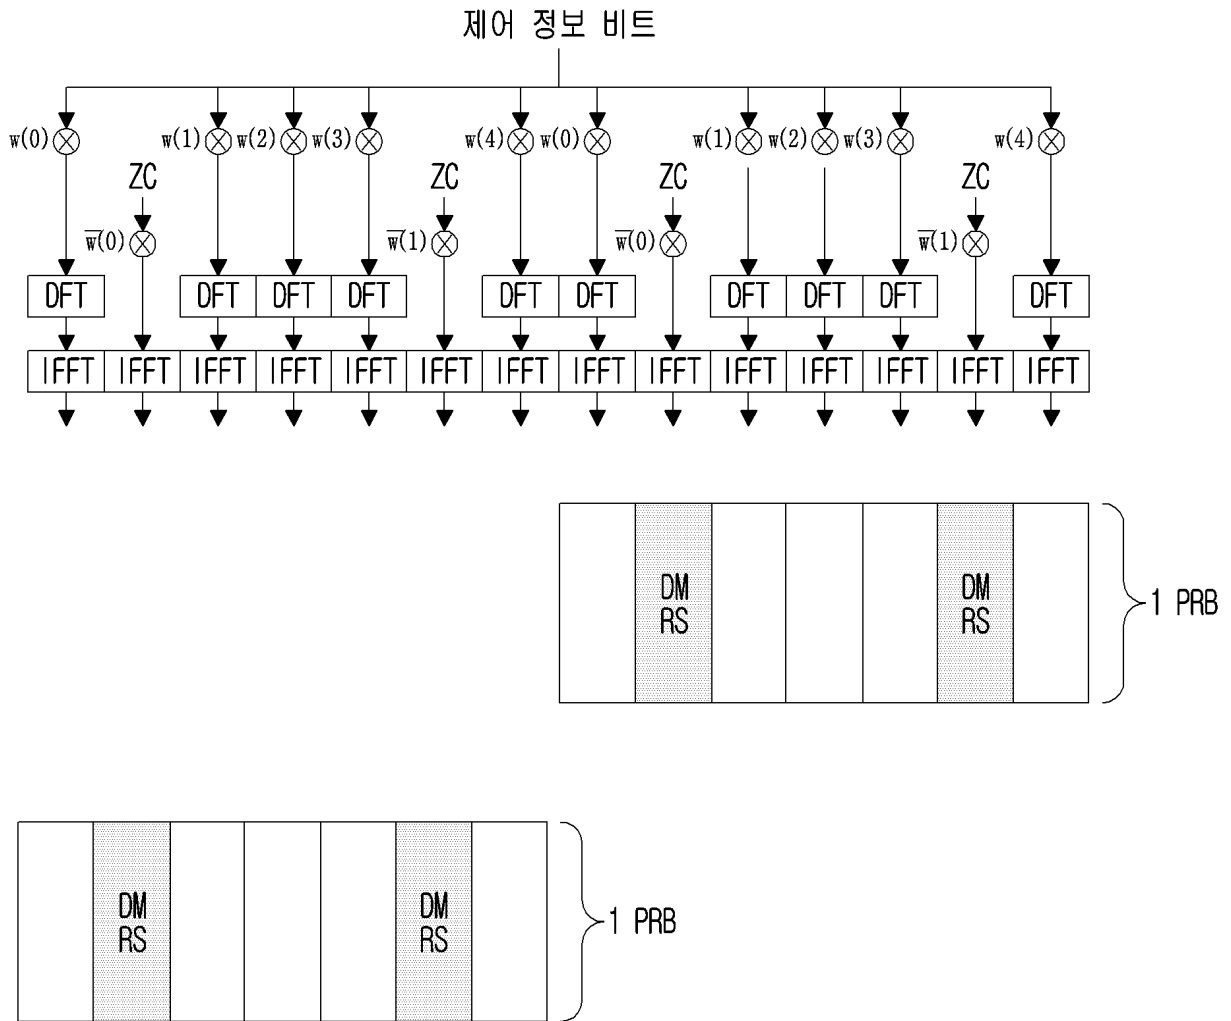 제어 정보 비트
w(0) w(1) w(2) w(3) w(4) w(0) w(1) w(2) w(3) w(4)
ZC ZC ZC ZC
w̅(0) w̅(1) w̅(0) w̅(1)
DFT DFT DFT DFT DFT DFT DFT DFT DFT DFT
IFFT IFFT IFFT IFFT IFFT IFFT IFFT IFFT IFFT IFFT IFFT IFFT IFFT IFFT
DM DM
RS RS
1 PRB
DM DM
RS RS
1 PRB